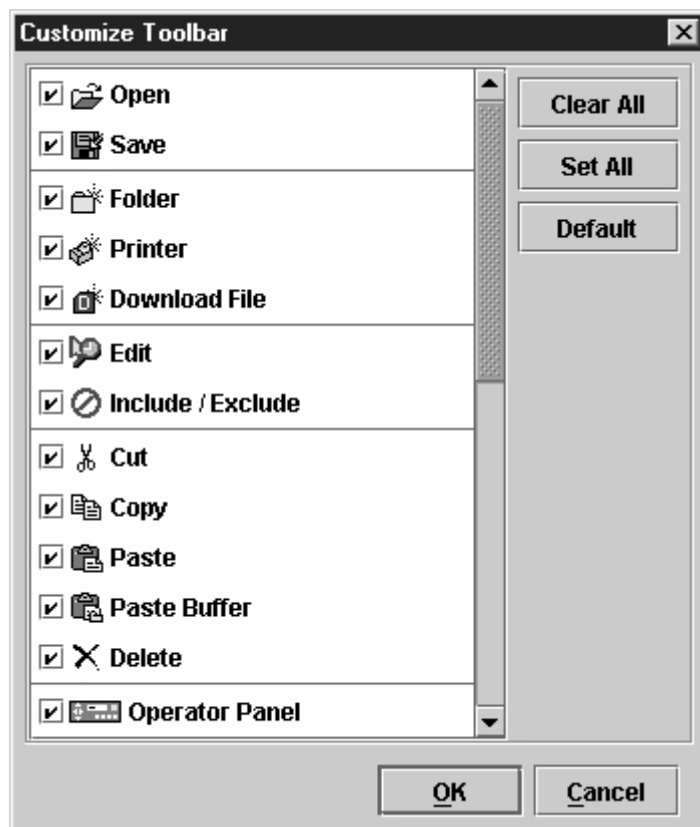 Customize Toolbar
Open
Save
Folder
Printer
Download File
Edit
Include / Exclude
Cut
Copy
Paste
Paste Buffer
Delete
Operator Panel
Clear All
Set All
Default
OK
Cancel